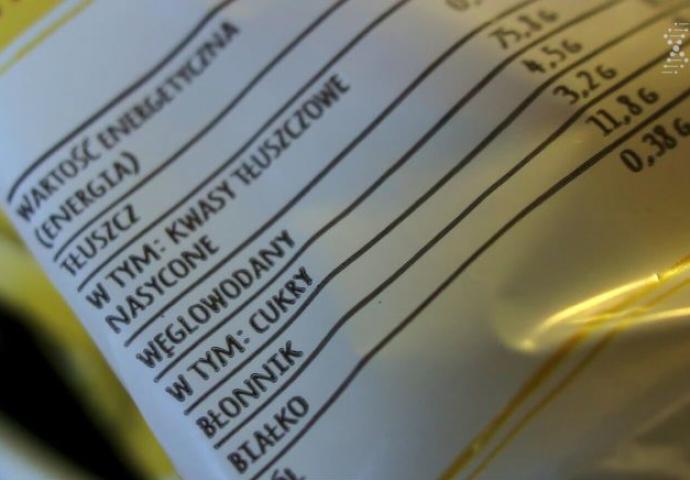 WARTOŚĆ ENERGETYCZNA
(ENERGIA)
TŁUSZCZ
W TYM: KWASY TŁUSZCZOWE
NASYCONE
WĘGLOWODANY 75,8G
W TYM: CUKRY 4,5G
BŁONNIK 3,2G
BIAŁKO 11,8G
0,38G